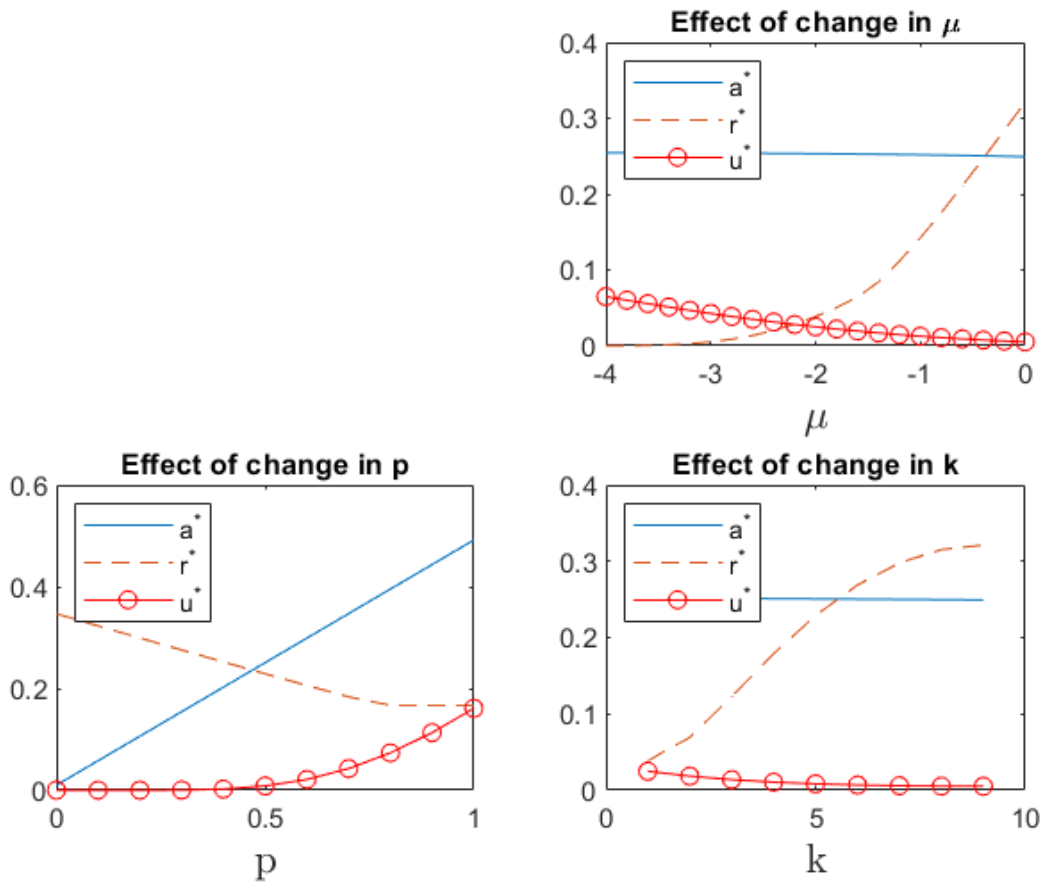 Effect of change in μ
0.4
0.3
0.2
0.1
0
a*
r*
u*
-4 -3 -2 -1 0
μ
Effect of change in p
0.6
0.4
0.2
0
a*
r*
u*
0 0.5 1
p
Effect of change in k
0.4
0.3
0.2
0.1
0
a*
r*
u*
0 5 10
k